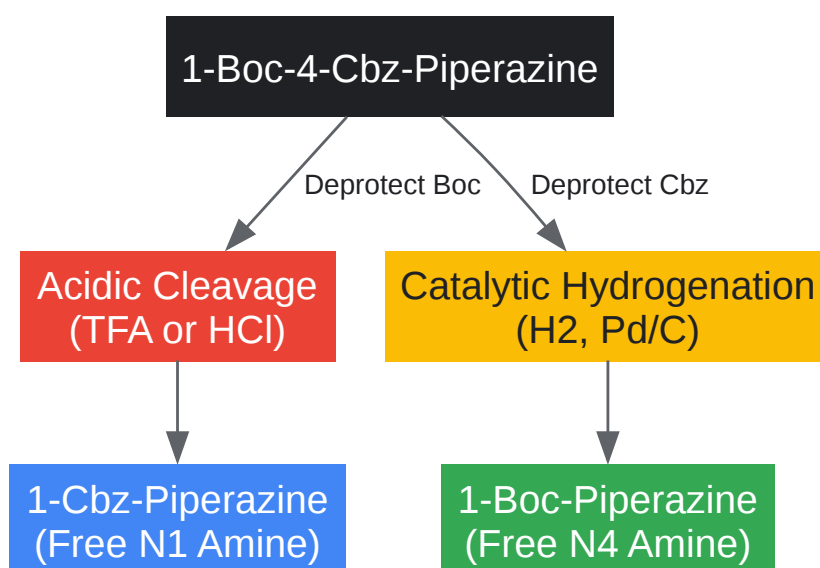 1-Boc-4-Cbz-Piperazine
Deprotect Boc
Deprotect Cbz
Acidic Cleavage
(TFA or HCl)
Catalytic Hydrogenation
(H2, Pd/C)
1-Cbz-Piperazine
(Free N1 Amine)
1-Boc-Piperazine
(Free N4 Amine)